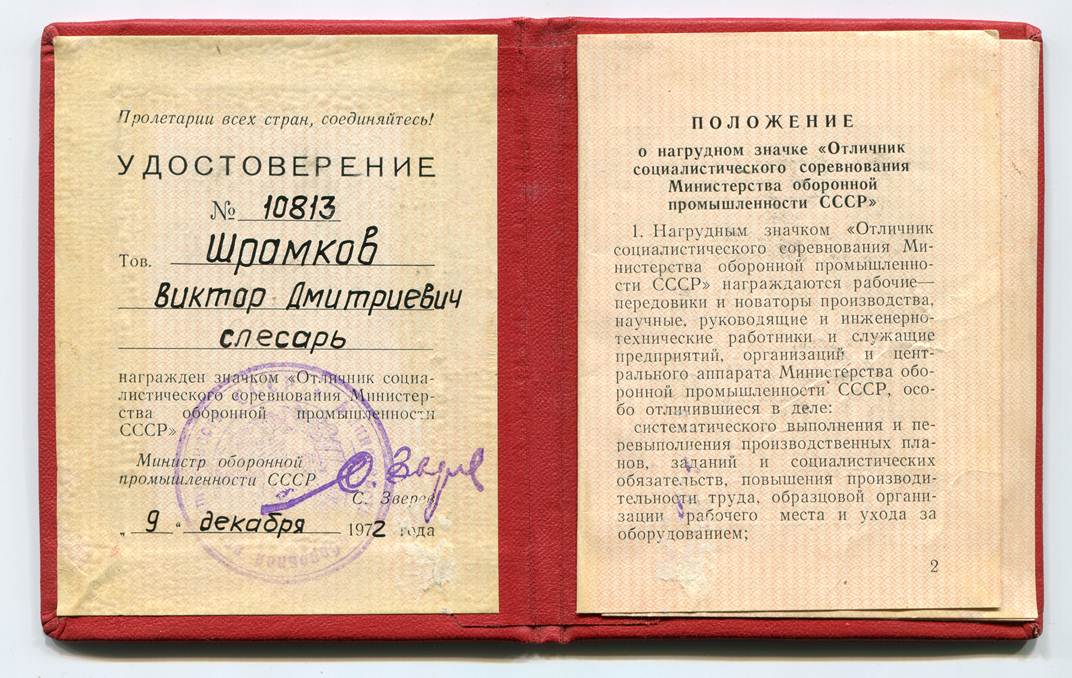 Пролетарии всех стран, соединяйтесь!
УДОСТОВЕРЕНИЕ
№ 10813
Тов. Шрамков
Виктор Дмитриевич
слесарь
награжден значком «Отличник социа-
листического соревнования Министер-
ства оборонной промышленности
СССР»
Министр оборонной
промышленности СССР
С. Зверев
„ 9 “ декабря 1972 года
ПОЛОЖЕНИЕ
о нагрудном значке «Отличник
социалистического соревнования
Министерства оборонной
промышленности СССР»
1. Нагрудным значком «Отличник
социалистического соревнования Ми-
нистерства оборонной промышленно-
сти СССР» награждаются рабочие—
передовики и новаторы производства,
научные, руководящие и инженерно-
технические работники и служащие
предприятий, организаций и цент-
рального аппарата Министерства обо-
ронной промышленности СССР, осо-
бо отличившиеся в деле:
систематического выполнения и пе-
ревыполнения производственных пла-
нов, заданий и социалистических
обязательств, повышения производи-
тельности труда, образцовой органи-
зации рабочего места и ухода за
оборудованием;
2